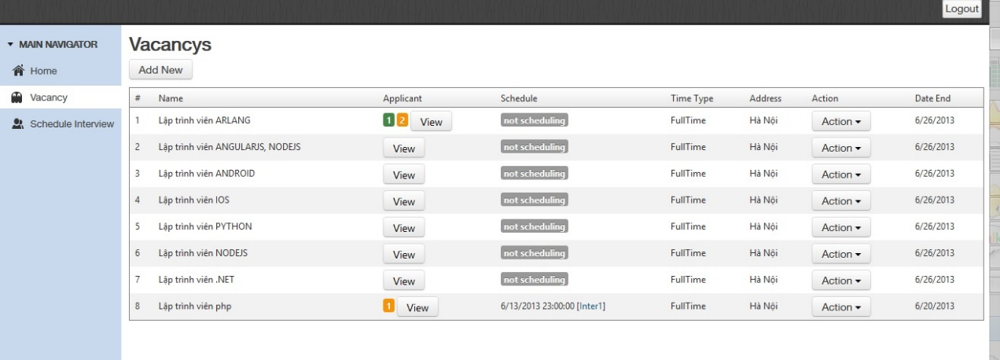 Logout
MAIN NAVIGATOR
Home
Vacancy
Schedule Interview
Vacancys
Add New
# Name Applicant Schedule Time Type Address Action Date End
1 Lập trình viên ARLANG 1 2 View not scheduling FullTime Hà Nội Action 6/26/2013
2 Lập trình viên ANGULARJS, NODEJS View not scheduling FullTime Hà Nội Action 6/26/2013
3 Lập trình viên ANDROID View not scheduling FullTime Hà Nội Action 6/26/2013
4 Lập trình viên IOS View not scheduling FullTime Hà Nội Action 6/26/2013
5 Lập trình viên PYTHON View not scheduling FullTime Hà Nội Action 6/26/2013
6 Lập trình viên NODEJS View not scheduling FullTime Hà Nội Action 6/26/2013
7 Lập trình viên .NET View not scheduling FullTime Hà Nội Action 6/26/2013
8 Lập trình viên php 1 View 6/13/2013 23:00:00 [Inter1] FullTime Hà Nội Action 6/20/2013